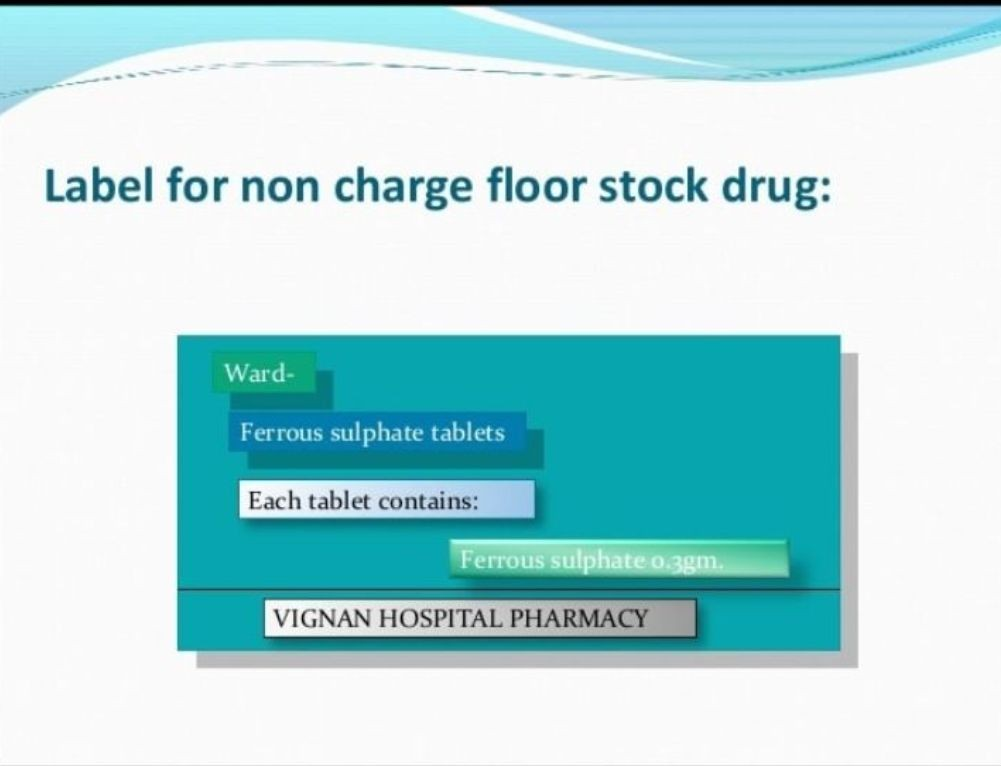 Label for non charge floor stock drug:
Ward-
Ferrous sulphate tablets
Each tablet contains:
Ferrous sulphate 0.3gm.
VIGNAN HOSPITAL PHARMACY